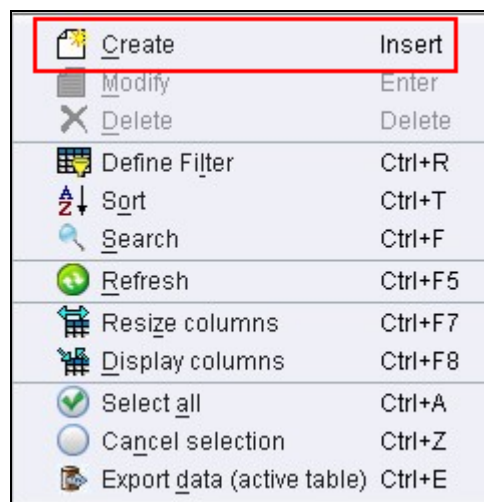 Create Insert
Modify Enter
Delete Delete
Define Filter Ctrl+R
Sort Ctrl+T
Search Ctrl+F
Refresh Ctrl+F5
Resize columns Ctrl+F7
Display columns Ctrl+F8
Select all Ctrl+A
Cancel selection Ctrl+Z
Export data (active table) Ctrl+E